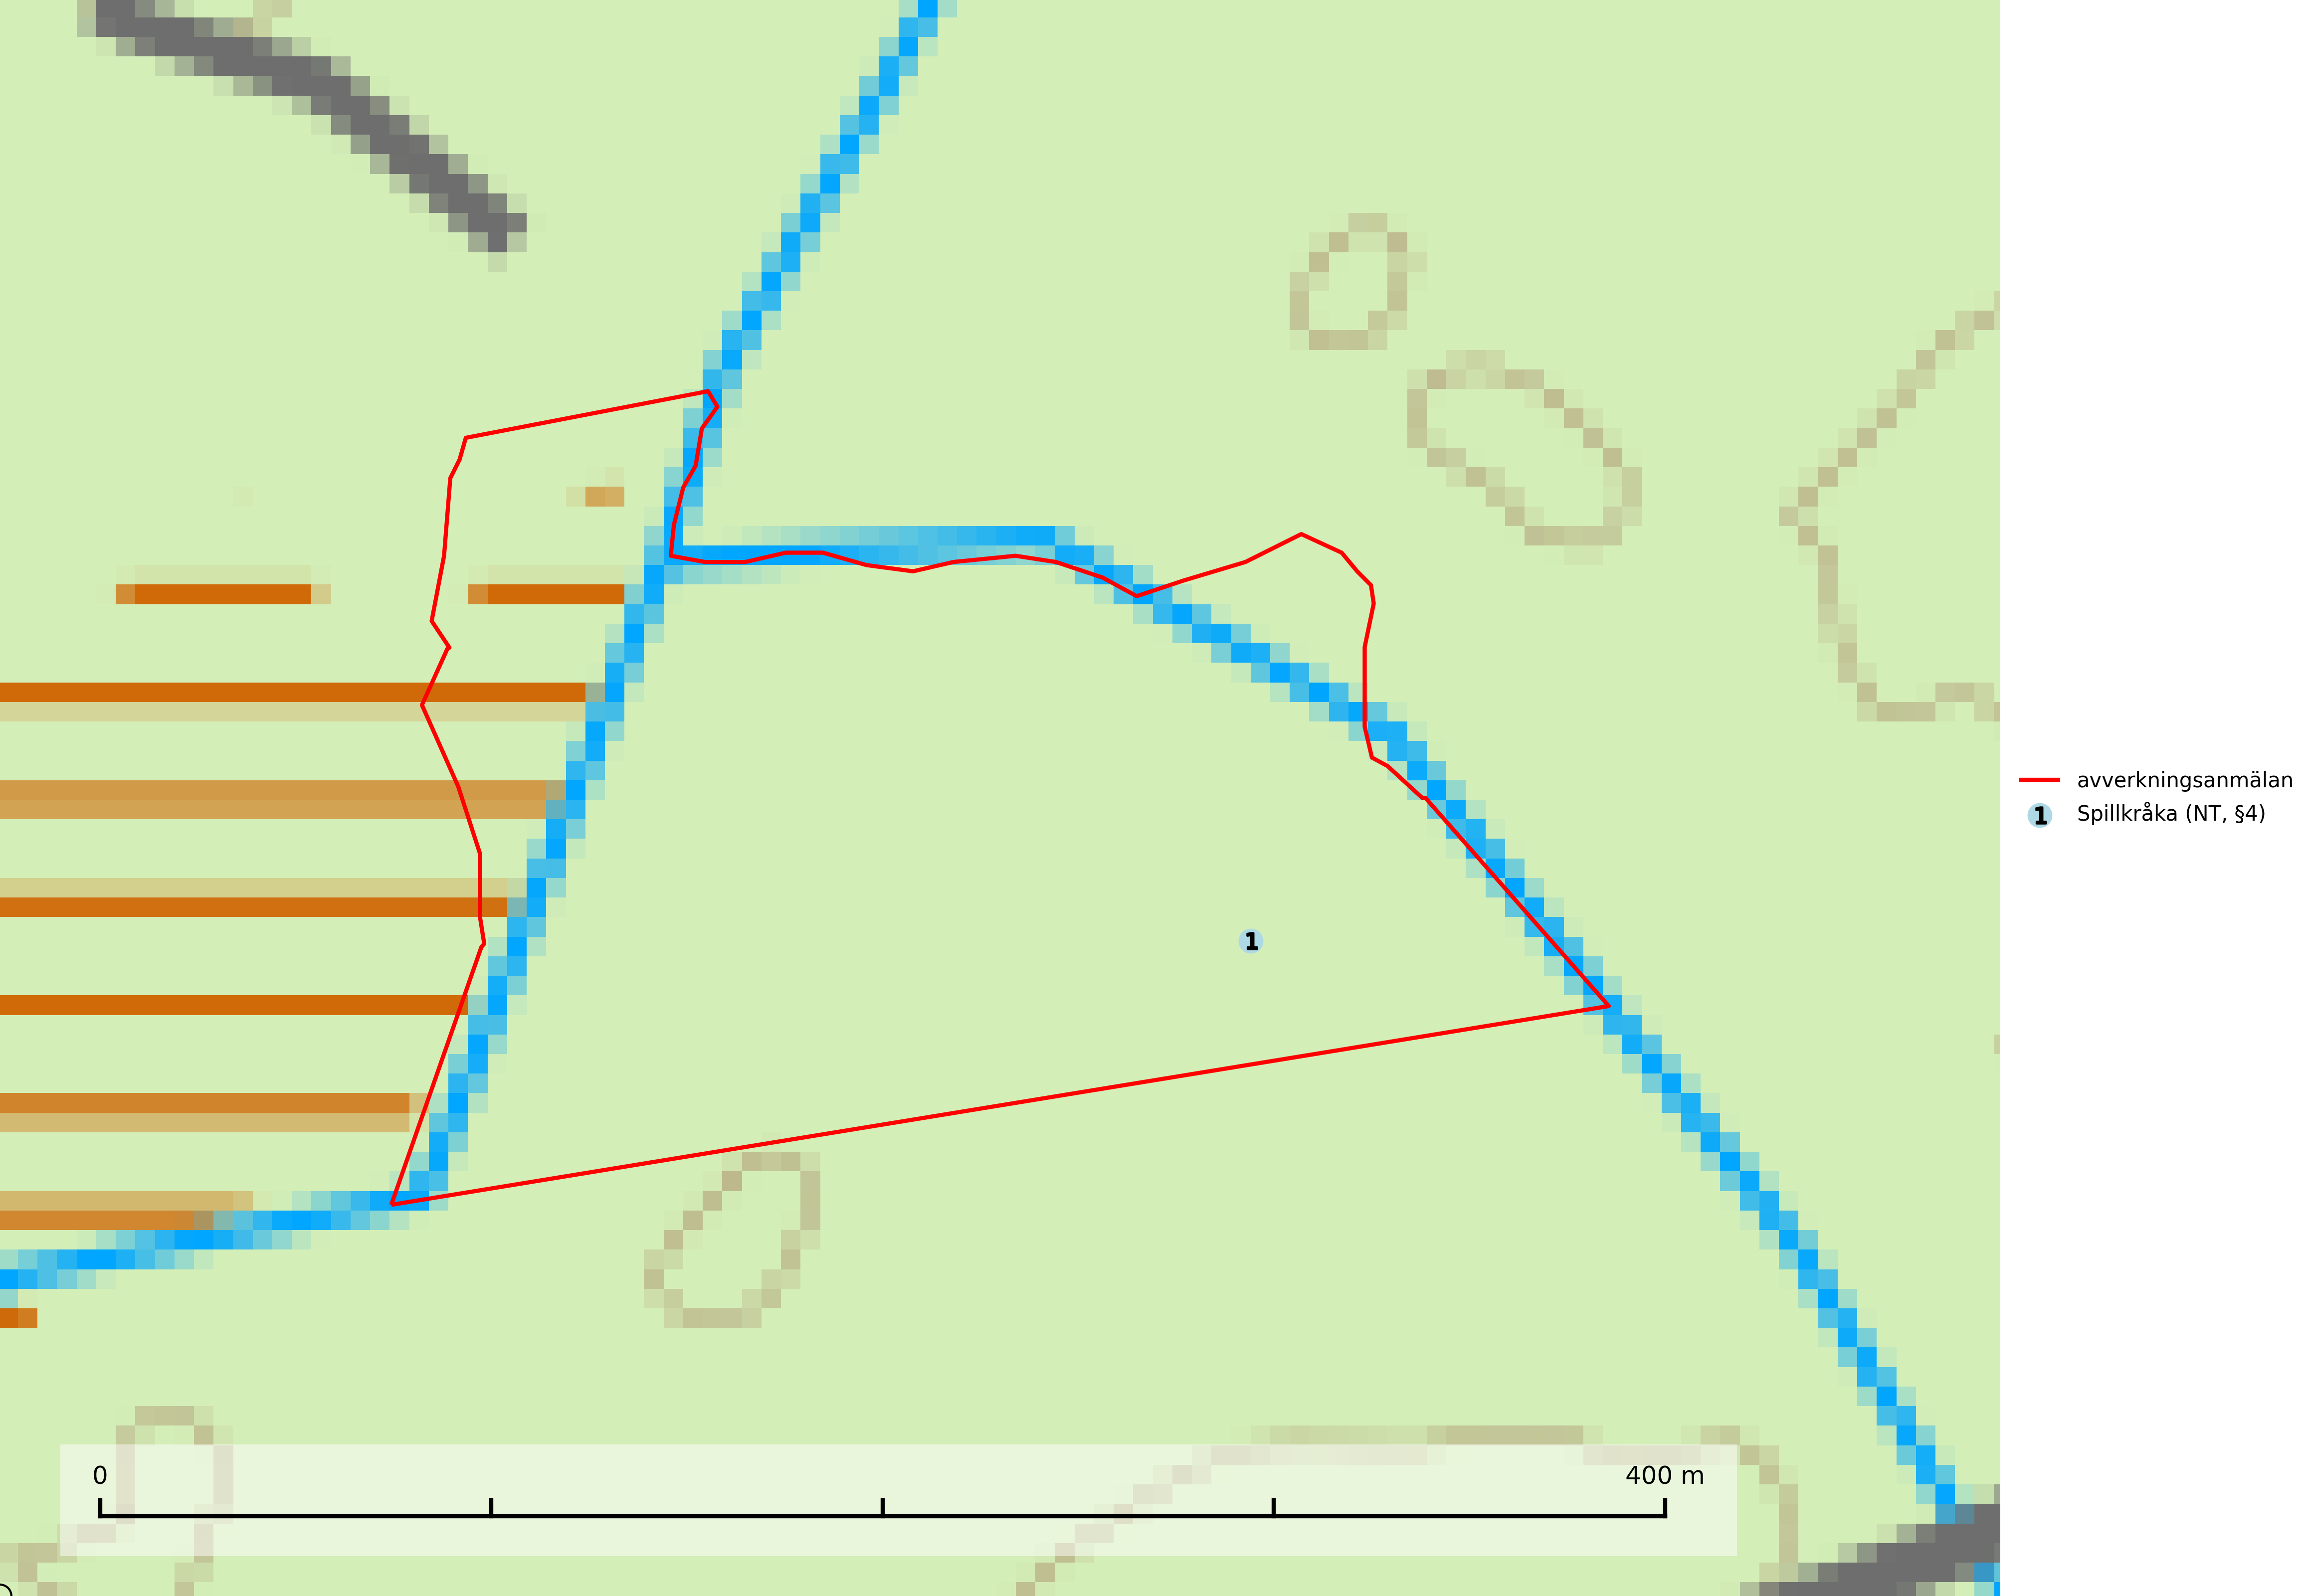 avverkningsanmälan
1 Spillkråka (NT, §4)
1
0 400 m